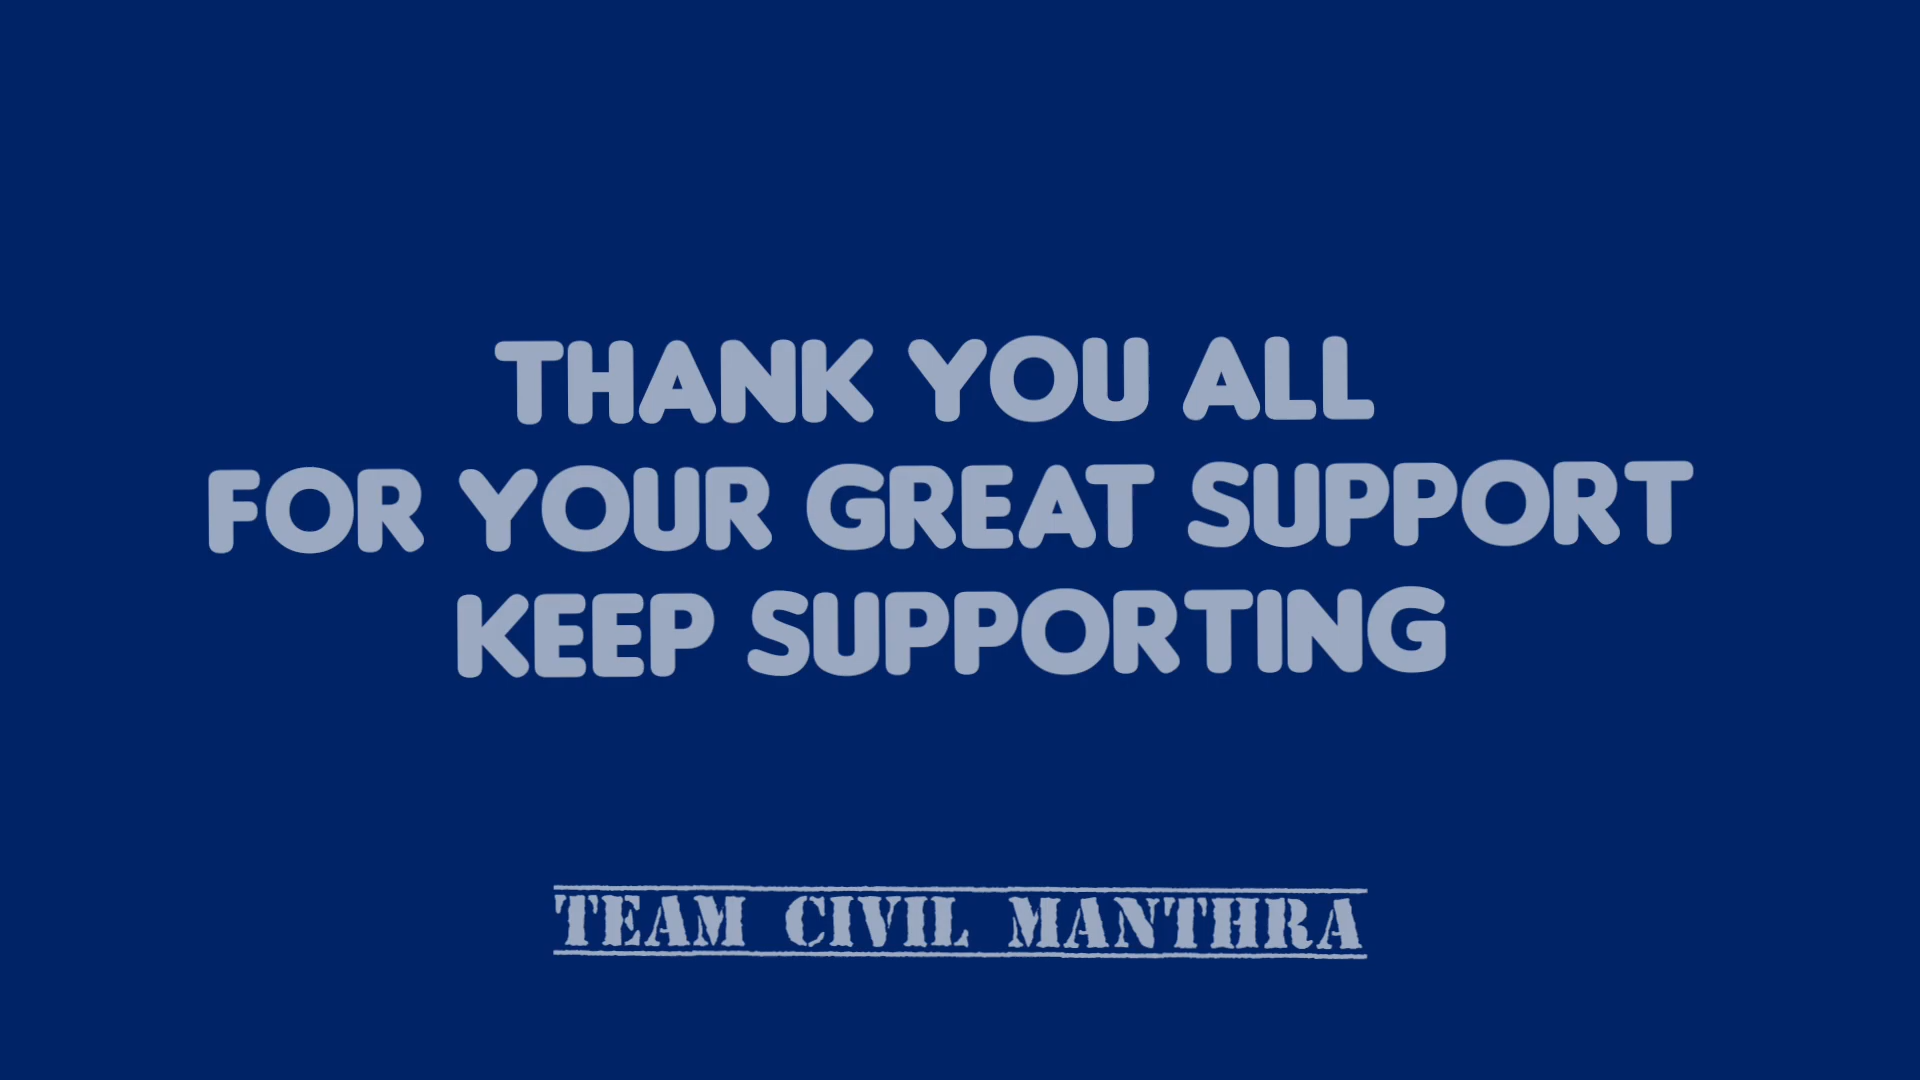 THANK YOU ALL
FOR YOUR GREAT SUPPORT
KEEP SUPPORTING
TEAM CIVIL MANTHRA